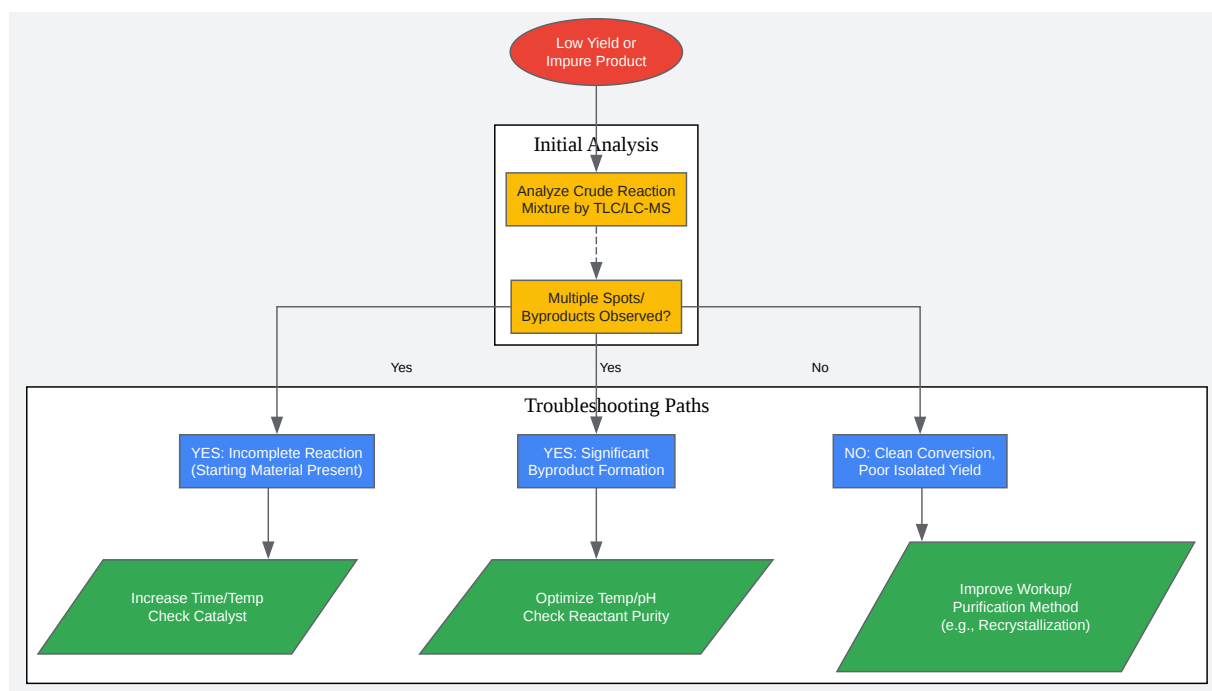 Low Yield or
Impure Product
Initial Analysis
Analyze Crude Reaction
Mixture by TLC/LC-MS
Multiple Spots/
Byproducts Observed?
Yes
Yes
No
Troubleshooting Paths
YES: Incomplete Reaction
(Starting Material Present)
YES: Significant
Byproduct Formation
NO: Clean Conversion,
Poor Isolated Yield
Increase Time/Temp
Check Catalyst
Optimize Temp/pH
Check Reactant Purity
Improve Workup/
Purification Method
(e.g., Recrystallization)